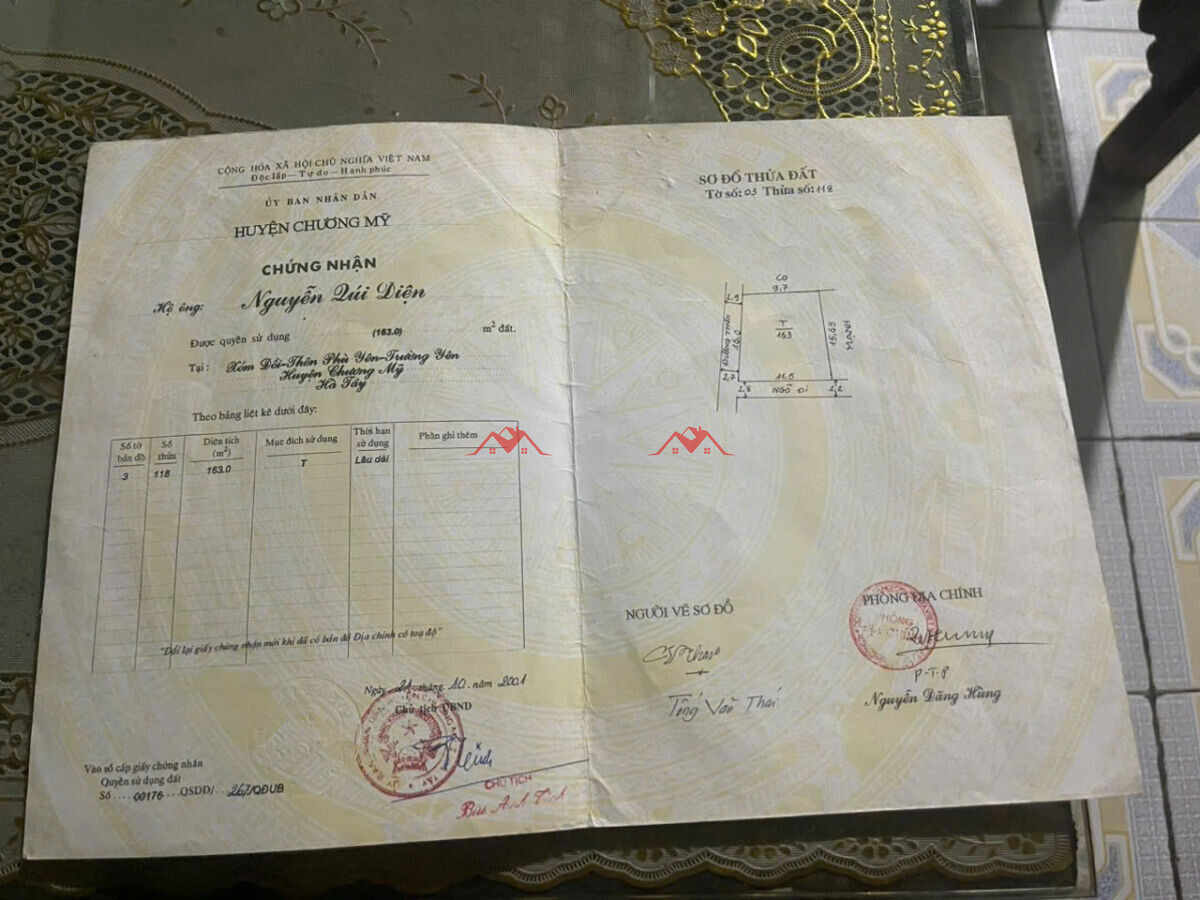 CỘNG HÒA XÃ HỘI CHỦ NGHĨA VIỆT NAM
Độc lập - Tự do - Hạnh phúc
ỦY BAN NHÂN DÂN
HUYỆN CHƯƠNG MỸ
CHỨNG NHẬN
Hộ ông: Nguyễn Qúi Diện
Được quyền sử dụng (163.0) m² đất.
Tại: Xóm Đồi-Thôn Phù Yên-Trường Yên
Huyện Chương Mỹ
Hà Tây
Theo bảng liệt kê dưới đây:
Số tờ bản đồ Số thửa Diện tích (m²) Mục đích sử dụng Thời hạn sử dụng Phần ghi thêm
3 118 163.0 T Lâu dài
"Đổi lại giấy chứng nhận mới khi đã có bản đồ Địa chính có toạ độ"
Ngày 21 tháng 10 năm 2001
Chủ tịch UBND
CHỦ TỊCH
Vào sổ cấp giấy chứng nhận
Quyền sử dụng đất
Số 00176 QSDĐ/ 267/QĐUB
SƠ ĐỒ THỬA ĐẤT
Tờ số: 03 Thửa số: 118
9,7
2,9
T
163
16,0
15,65
MẠNH
2,7
11,5
2,8
NGÕ ĐI
2,2
NGƯỜI VẼ SƠ ĐỒ
Tống Văn Thái
PHÒNG ĐỊA CHÍNH
P-T-P
Nguyễn Đăng Hùng